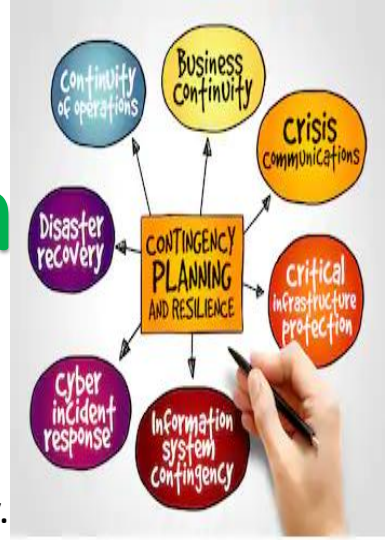 Business
Continuity
Continuity
of operations
Crisis
Communications
Disaster
recovery
CONTINGENCY
PLANNING
AND RESILIENCE
Critical
infrastructure
protection
Cyber
incident
response
Information
system
contingency